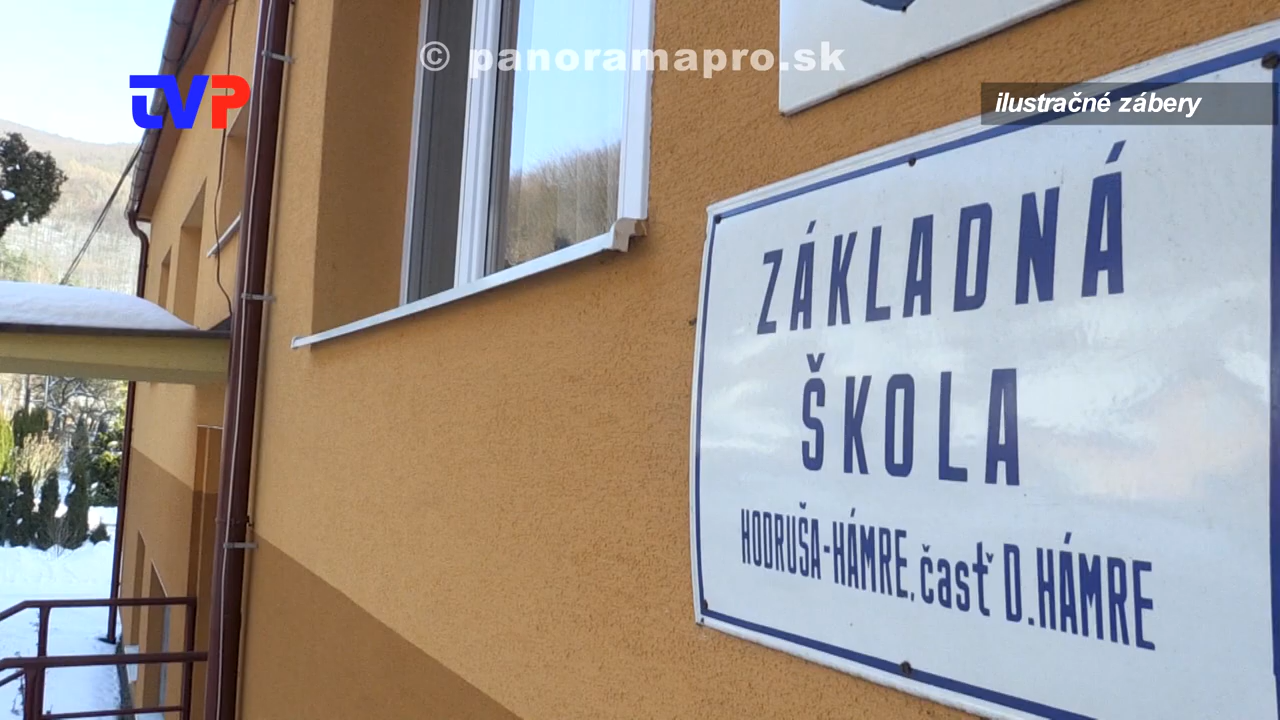 © panoramapro.sk
TVP
ilustračné zábery
ZÁKLADNÁ
ŠKOLA
HODRUŠA-HÁMRE, časť D. HÁMRE